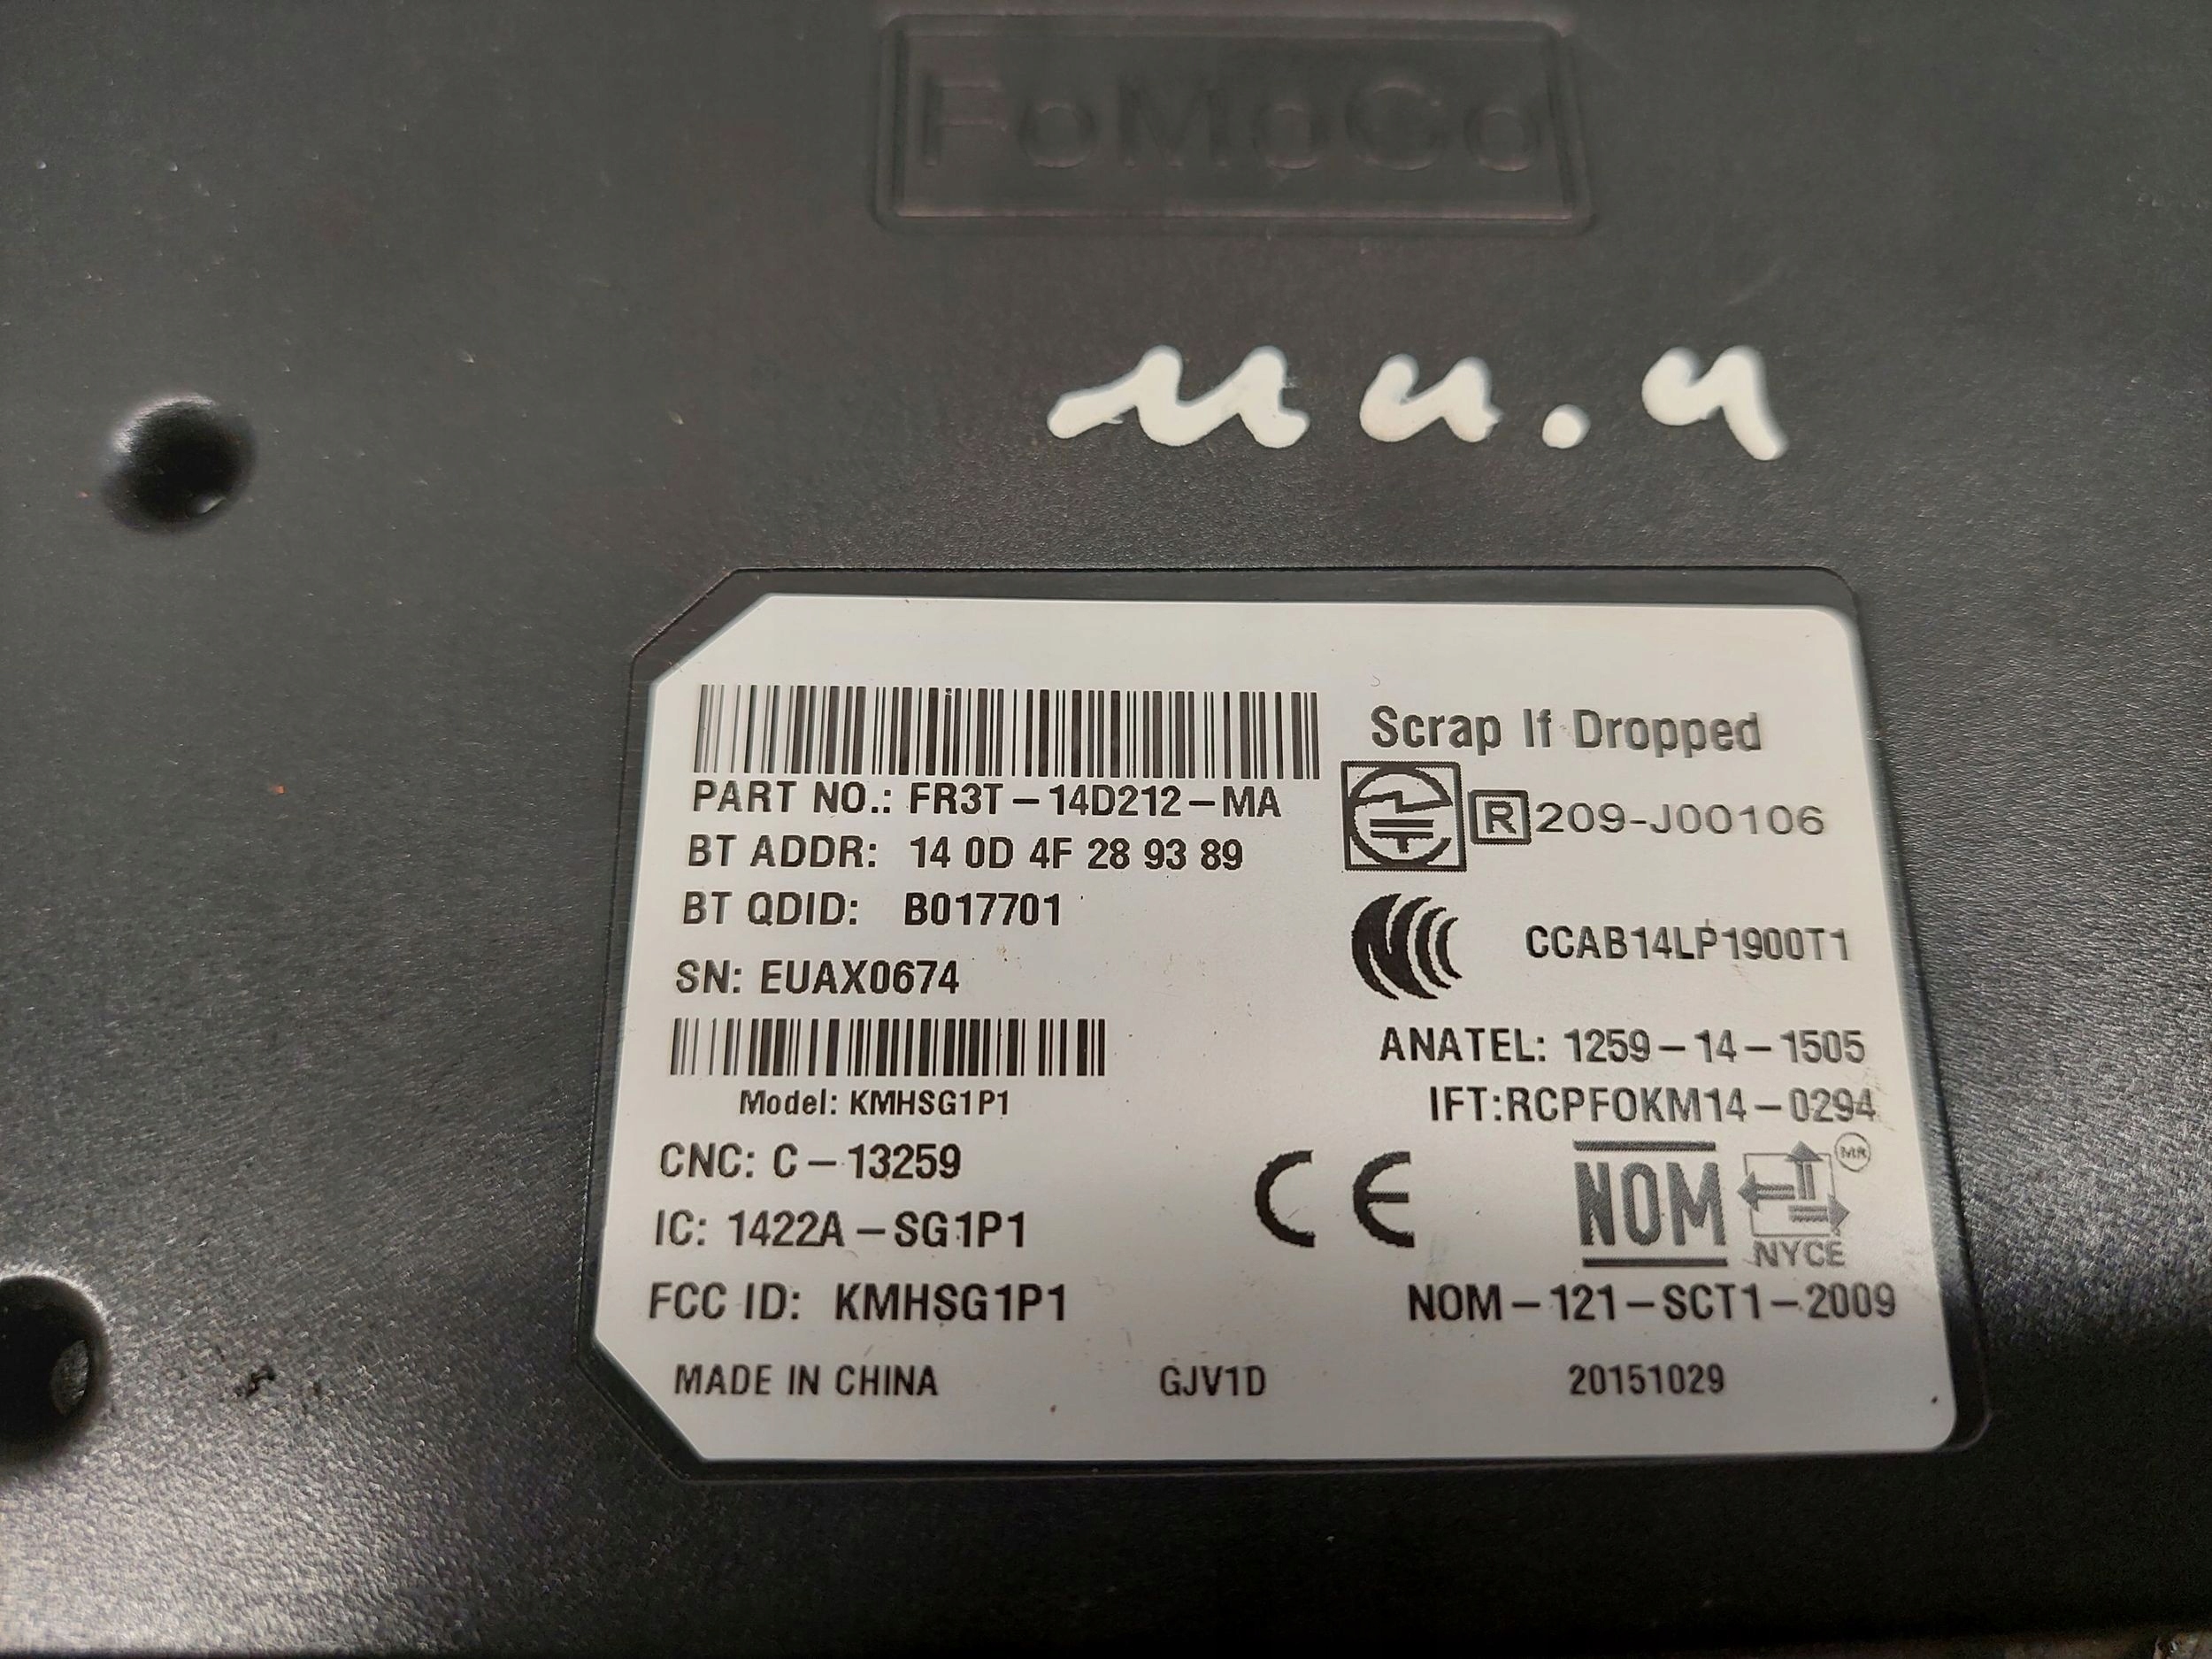 FoMoCo
Scrap If Dropped
PART NO.: FR3T-14D212-MA
R 209-J00106
BT ADDR: 14 0D 4F 28 93 89
BT QDID: B017701
CCAB14LP1900T1
SN: EUAX0674
ANATEL: 1259-14-1505
Model: KMHSG1P1
IFT:RCPFOKM14-0294
CNC: C-13259
CE
NOM
MR
NYCE
IC: 1422A-SG1P1
FCC ID: KMHSG1P1
NOM-121-SCT1-2009
MADE IN CHINA GJV1D 20151029